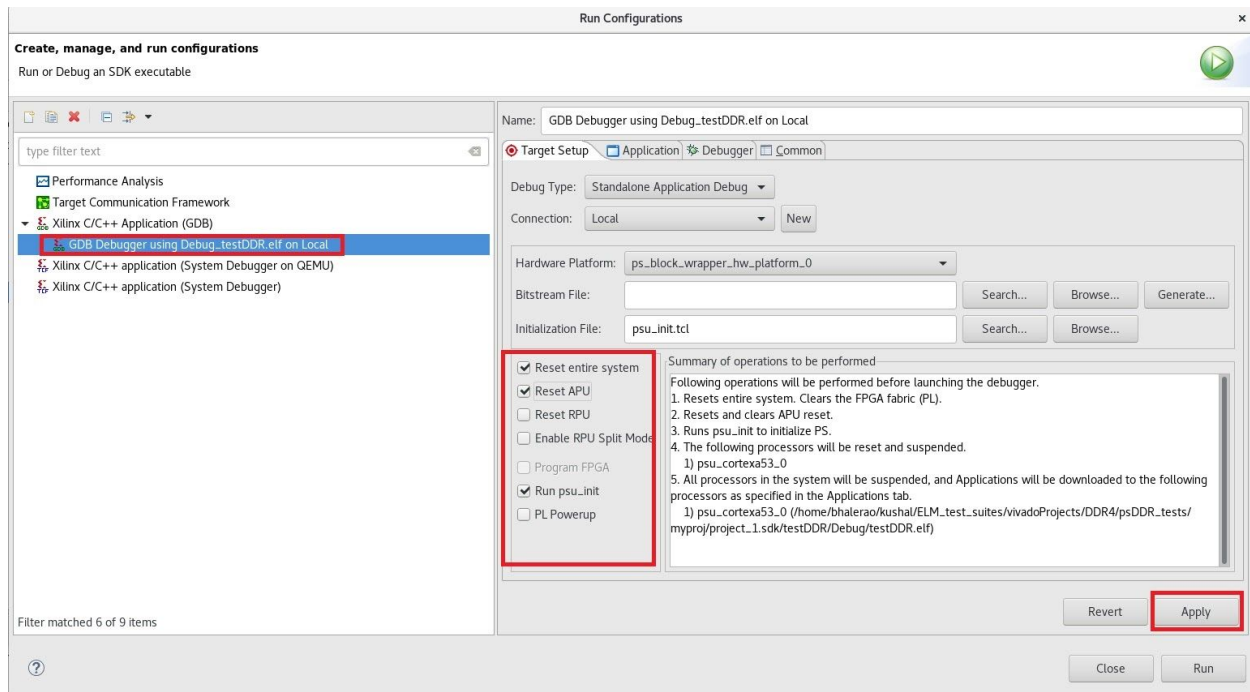 Run Configurations
×
Create, manage, and run configurations
Run or Debug an SDK executable
type filter text
Performance Analysis
Target Communication Framework
Xilinx C/C++ Application (GDB)
GDB Debugger using Debug_testDDR.elf on Local
Xilinx C/C++ application (System Debugger on QEMU)
Xilinx C/C++ application (System Debugger)
Filter matched 6 of 9 items
Name: GDB Debugger using Debug_testDDR.elf on Local
Target Setup Application Debugger Common
Debug Type: Standalone Application Debug
Connection: Local New
Hardware Platform: ps_block_wrapper_hw_platform_0
Bitstream File: Search... Browse... Generate...
Initialization File: psu_init.tcl Search... Browse...
Reset entire system
Reset APU
Reset RPU
Enable RPU Split Mode
Program FPGA
Run psu_init
PL Powerup
Summary of operations to be performed
Following operations will be performed before launching the debugger.
1. Resets entire system. Clears the FPGA fabric (PL).
2. Resets and clears APU reset.
3. Runs psu_init to initialize PS.
4. The following processors will be reset and suspended.
1) psu_cortexa53_0
5. All processors in the system will be suspended, and Applications will be downloaded to the following
processors as specified in the Applications tab.
1) psu_cortexa53_0 (/home/bhalerao/kushal/ELM_test_suites/vivadoProjects/DDR4/psDDR_tests/
myproj/project_1.sdk/testDDR/Debug/testDDR.elf)
Revert Apply
? Close Run